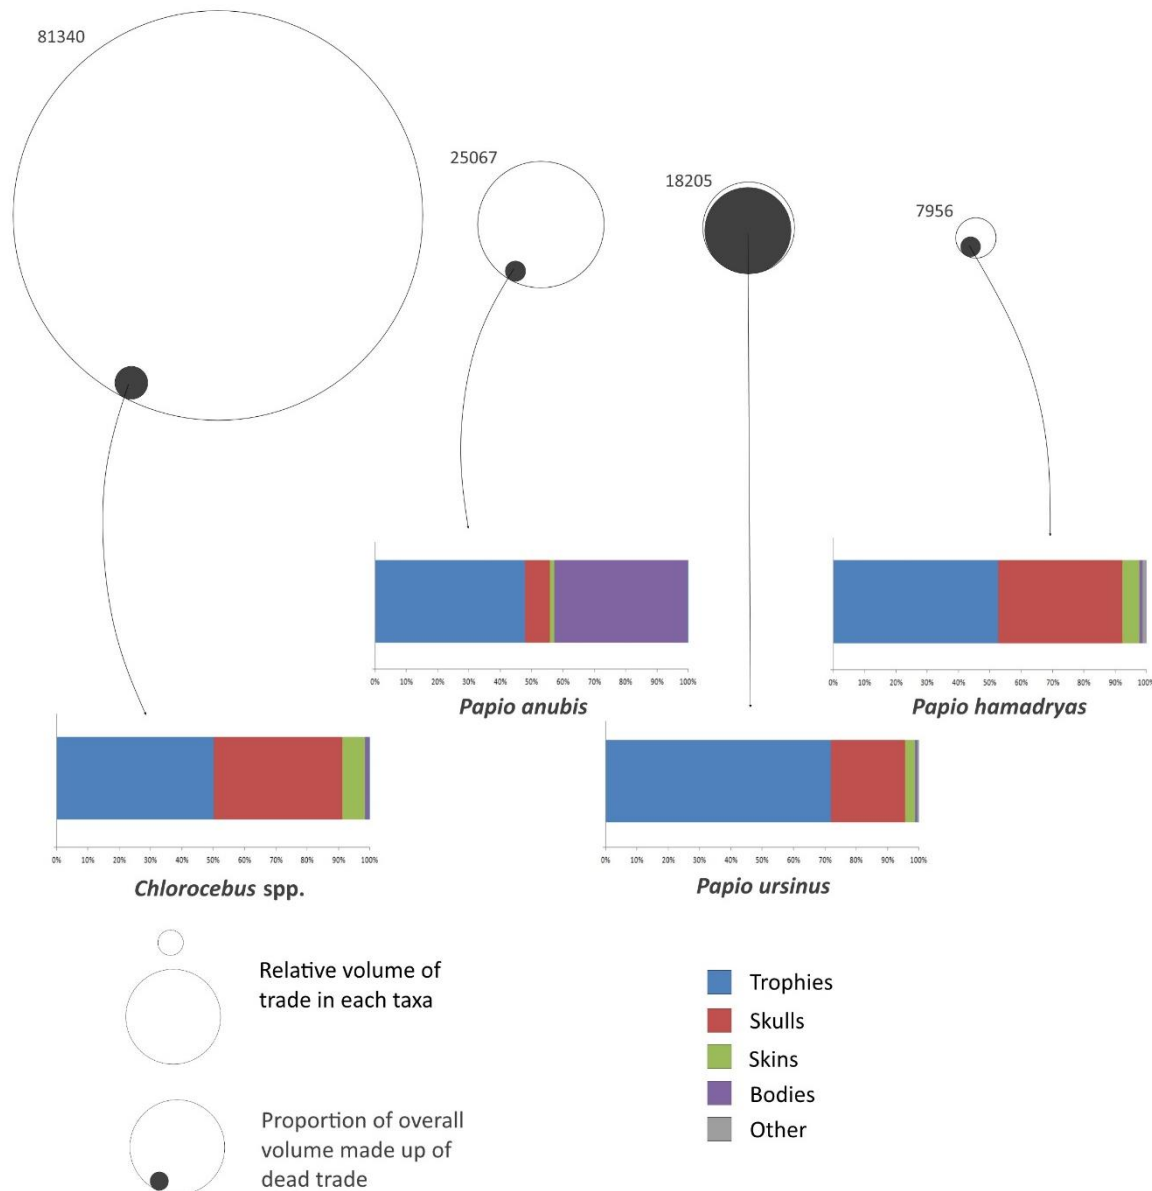 81340
25067
18205
7956
0% 10% 20% 30% 40% 50% 60% 70% 80% 90% 100%
Papio anubis
0% 10% 20% 30% 40% 50% 60% 70% 80% 90% 100%
Papio hamadryas
0% 10% 20% 30% 40% 50% 60% 70% 80% 90% 100%
Chlorocebus spp.
0% 10% 20% 30% 40% 50% 60% 70% 80% 90% 100%
Papio ursinus
Relative volume of
trade in each taxa
Proportion of overall
volume made up of
dead trade
Trophies
Skulls
Skins
Bodies
Other